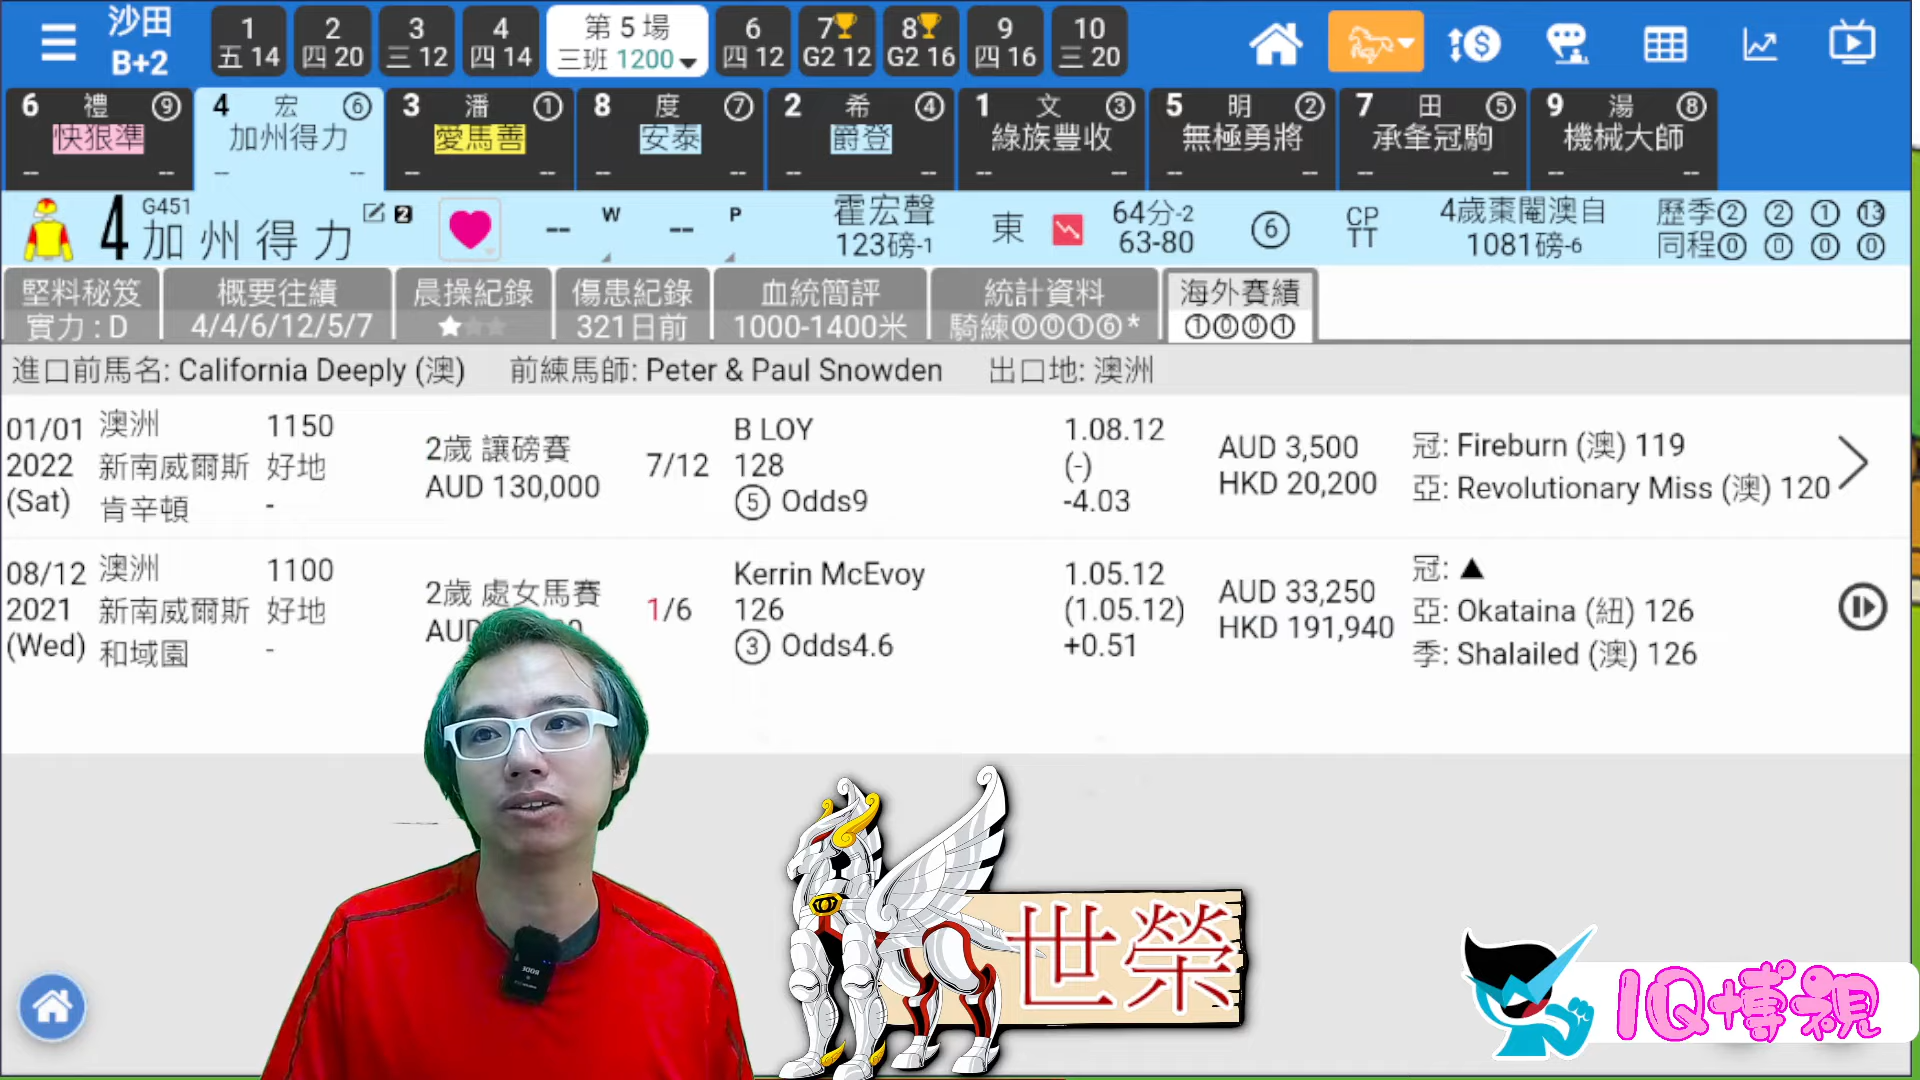 沙田
B+2
1
五 14
2
四 20
3
三 12
4
四 14
第 5 場
三班 1200
6
四 12
7
G2 12
8
G2 16
9
四 16
10
三 20
6 禮 ⑨
快狠準
-- --
4 宏 ⑥
加州得力
-- --
3 潘 ①
愛馬善
-- --
8 度 ⑦
安泰
-- --
2 希 ④
爵登
-- --
1 文 ③
綠族豐收
-- --
5 明 ②
無極勇將
-- --
7 田 ⑤
承夆冠駒
-- --
9 湯 ⑧
機械大師
-- --
4
G451
加州得力
2
--
W
--
P
霍宏聲
123磅-1
東
64分-2
63-80
⑥
CP
TT
4歲棗閹澳自
1081磅-6
歷季② ② ① ⑬
同程⓪ ⓪ ⓪ ⓪
堅料秘笈
實力 : D
概要往績
4/4/6/12/5/7
晨操紀錄
★★★
傷患紀錄
321日前
血統簡評
1000-1400米
統計資料
騎練⓪⓪①⑥*
海外賽績
①⓪⓪①
進口前馬名: California Deeply (澳) 前練馬師: Peter & Paul Snowden 出口地: 澳洲
01/01
2022
(Sat)
澳洲
新南威爾斯
肯辛頓
1150
好地
-
2歲 讓磅賽
AUD 130,000
7/12
B LOY
128
⑤ Odds9
1.08.12
(-)
-4.03
AUD 3,500
HKD 20,200
冠: Fireburn (澳) 119
亞: Revolutionary Miss (澳) 120
08/12
2021
(Wed)
澳洲
新南威爾斯
和域園
1100
好地
-
2歲 處女馬賽
AUD
1/6
Kerrin McEvoy
126
③ Odds4.6
1.05.12
(1.05.12)
+0.51
AUD 33,250
HKD 191,940
冠: ▲
亞: Okataina (紐) 126
季: Shalailed (澳) 126
世榮
IQ博視